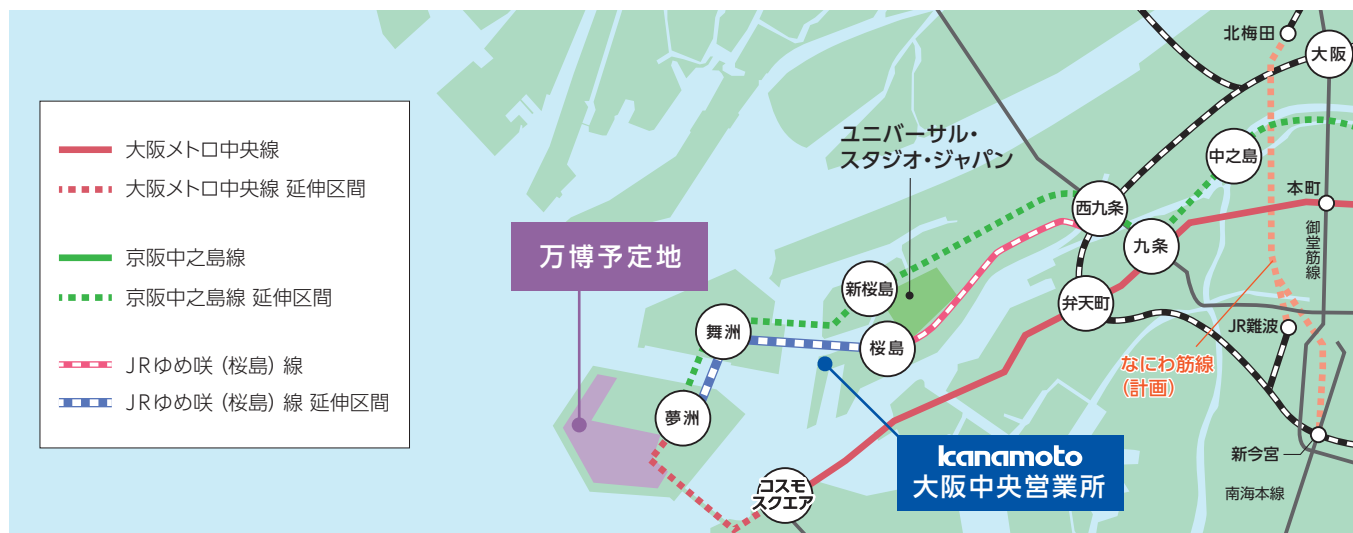 大阪メトロ中央線
大阪メトロ中央線 延伸区間
京阪中之島線
京阪中之島線 延伸区間
JRゆめ咲（桜島）線
JRゆめ咲（桜島）線 延伸区間
北梅田
大阪
ユニバーサル・
スタジオ・ジャパン
中之島
本町
西九条
御堂筋線
九条
万博予定地
新桜島
弁天町
舞洲
桜島
JR難波
なにわ筋線
（計画）
夢洲
kanamoto
大阪中央営業所
新今宮
コスモ
スクエア
南海本線